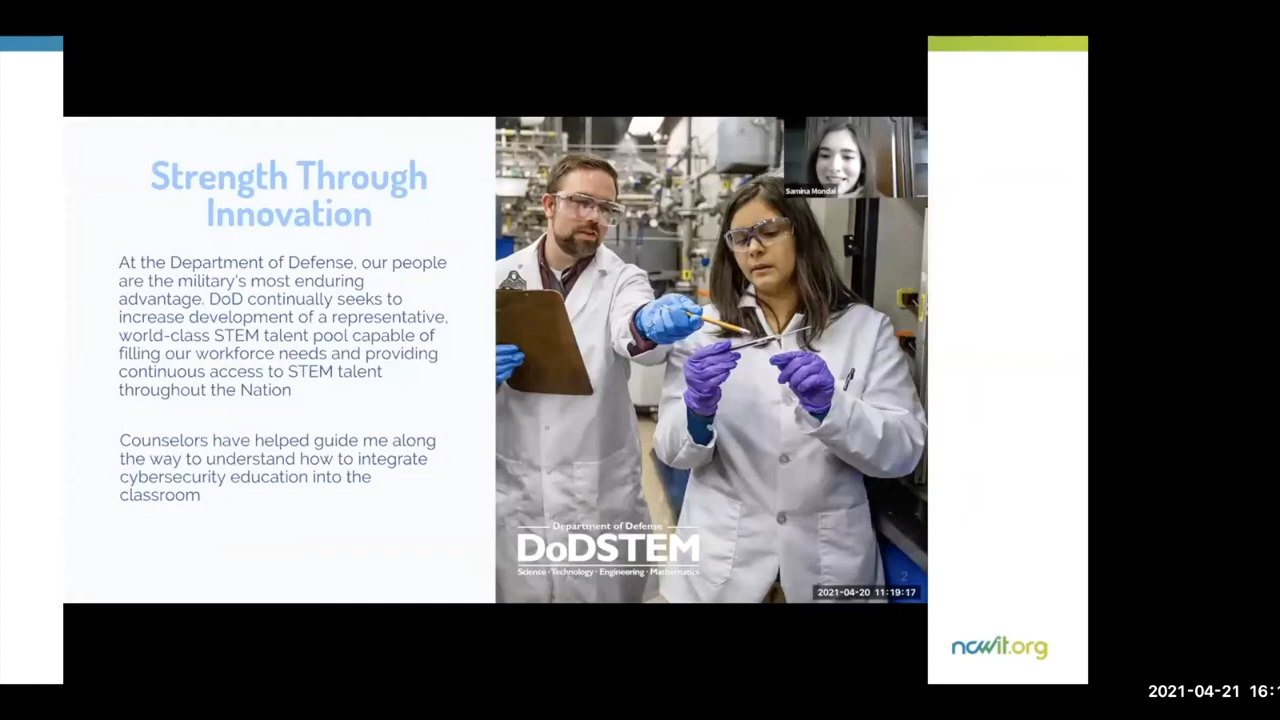 Strength Through
Innovation
At the Department of Defense, our people
are the military's most enduring
advantage. DoD continually seeks to
increase development of a representative,
world-class STEM talent pool capable of
filling our workforce needs and providing
continuous access to STEM talent
throughout the Nation
Counselors have helped guide me along
the way to understand how to integrate
cybersecurity education into the
classroom
Samina Mondal
Department of Defense
DoDSTEM
Science · Technology · Engineering · Mathematics
2
2021-04-20 11:19:17
ncwit.org
2021-04-21 16: